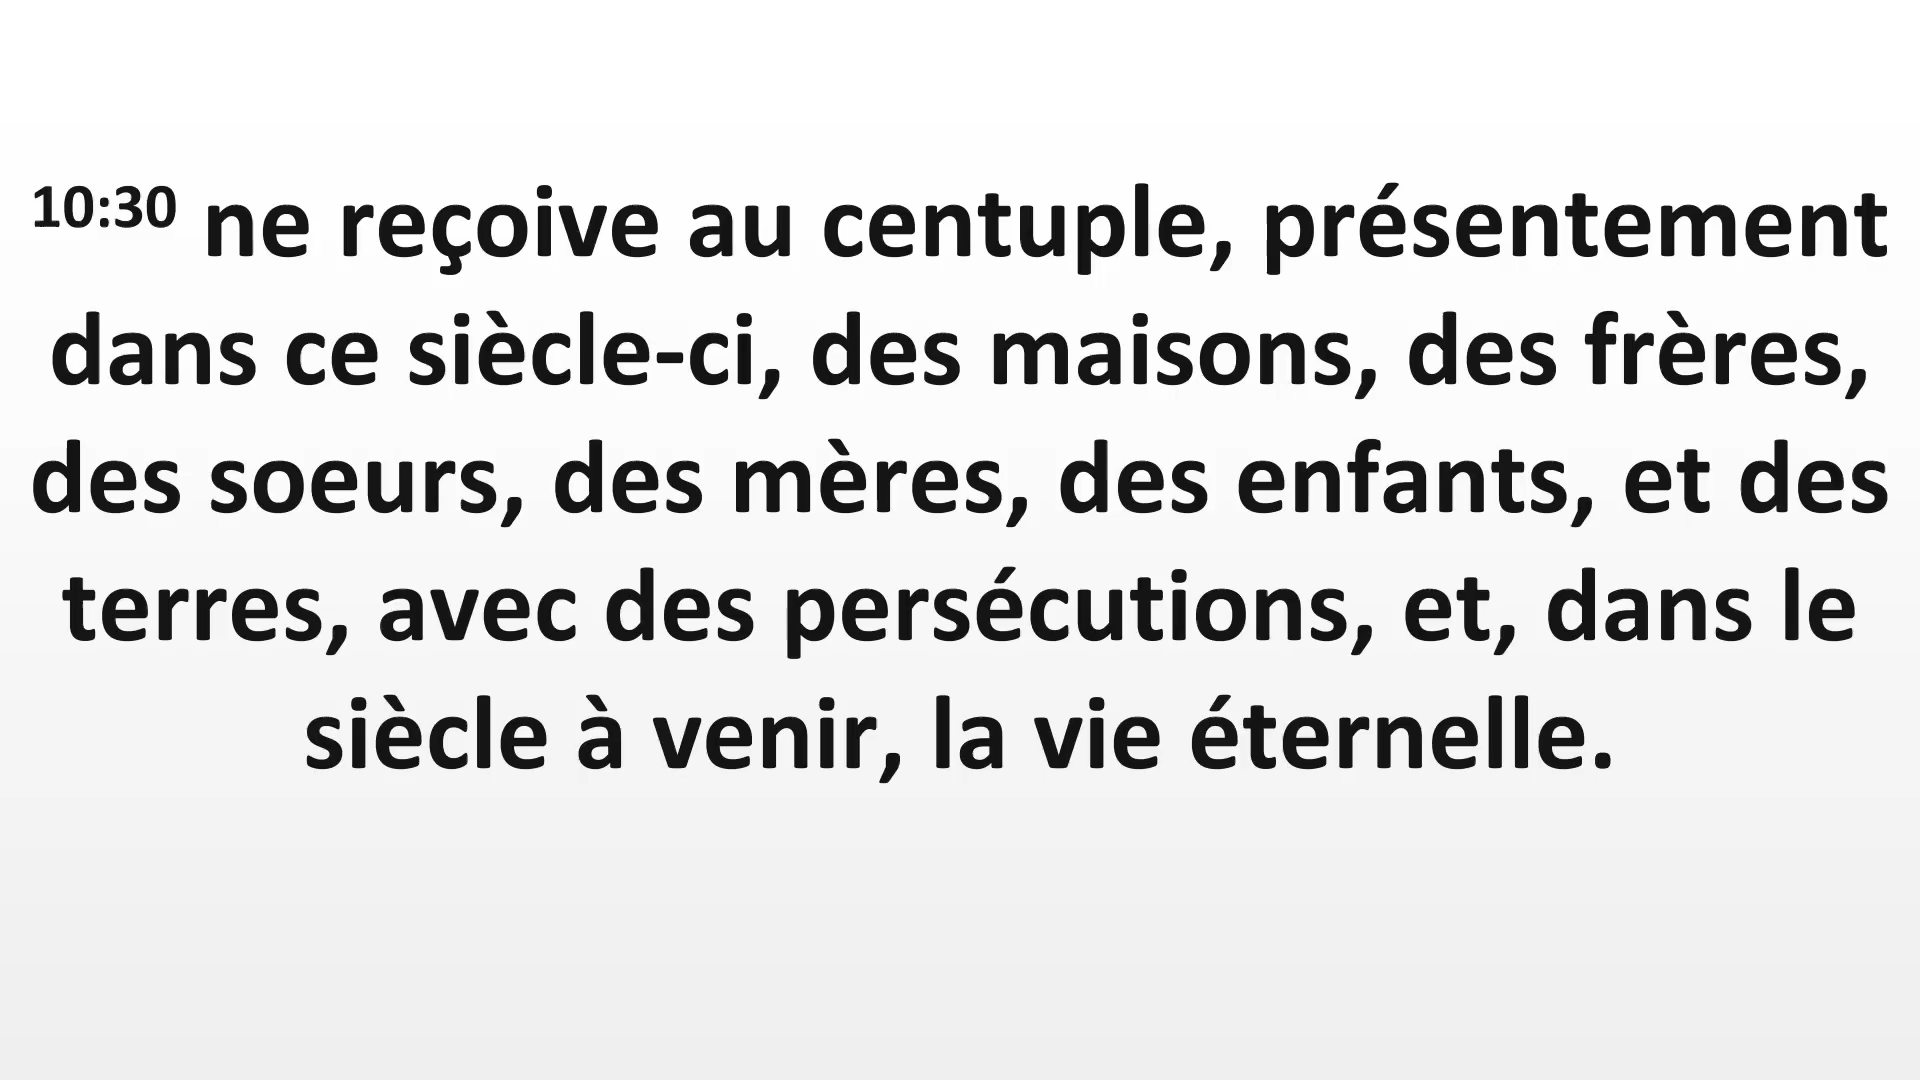 10:30 ne reçoive au centuple, présentement
dans ce siècle-ci, des maisons, des frères,
des soeurs, des mères, des enfants, et des
terres, avec des persécutions, et, dans le
siècle à venir, la vie éternelle.